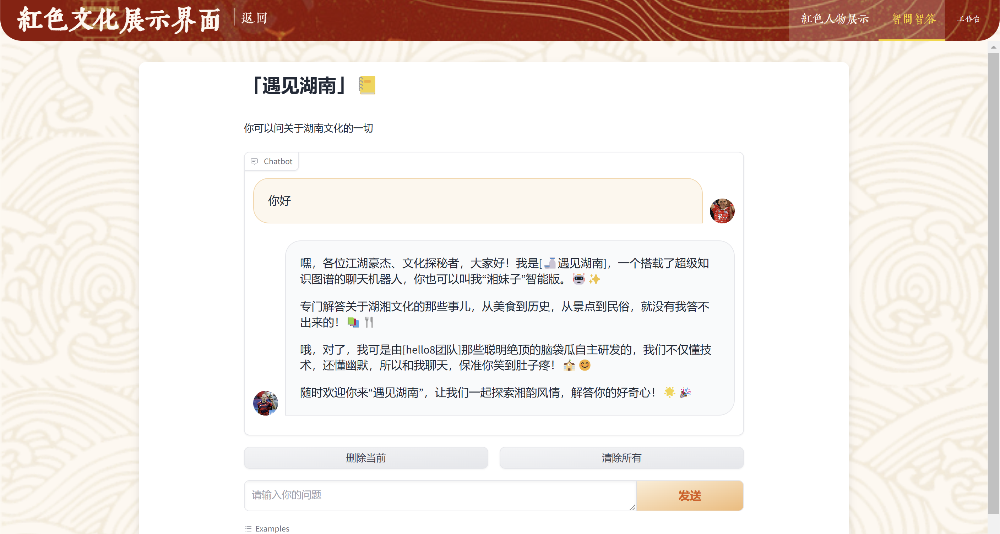 紅色文化展示界面
返回
紅色人物展示
智問智答
工作台
「遇见湖南」 📒
你可以问关于湖南文化的一切
Chatbot
你好
嘿，各位江湖豪杰、文化探秘者，大家好！我是[🍶遇见湖南]，一个搭载了超级知
识图谱的聊天机器人，你也可以叫我“湘妹子”智能版。🤖✨
专门解答关于湖湘文化的那些事儿，从美食到历史，从景点到民俗，就没有我答不
出来的！📚🍴
哦，对了，我可是由[hello8团队]那些聪明绝顶的脑袋瓜自主研发的，我们不仅懂技
术，还懂幽默，所以和我聊天，保准你笑到肚子疼！🏫😊
随时欢迎你来“遇见湖南”，让我们一起探索湘韵风情，解答你的好奇心！🌟🎉
删除当前
清除所有
请输入你的问题
发送
Examples